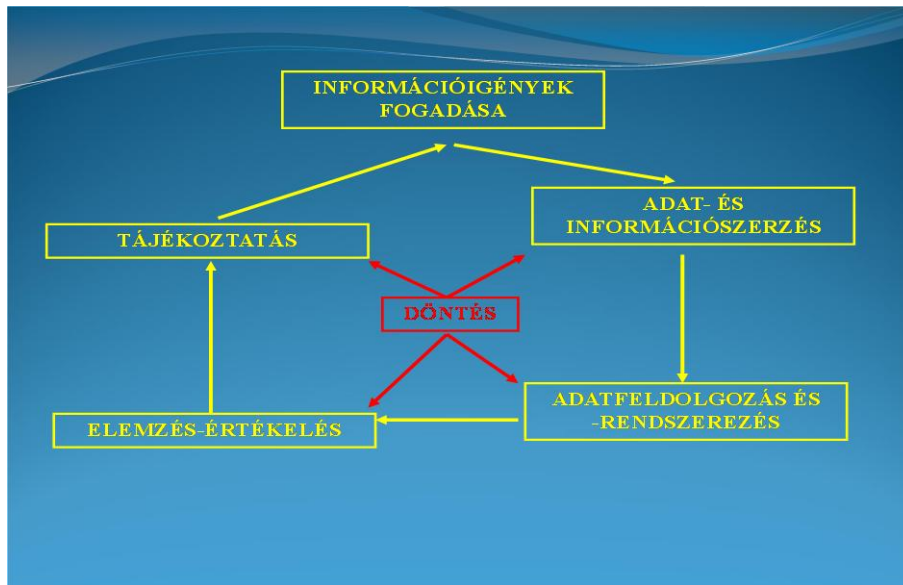 INFORMÁCIÓIGÉNYEK
FOGADÁSA
ADAT- ÉS
INFORMÁCIÓSZERZÉS
TÁJÉKOZTATÁS
DÖNTÉS
ADATFELDOLGOZÁS ÉS
-RENDSZEREZÉS
ELEMZÉS-ÉRTÉKELÉS